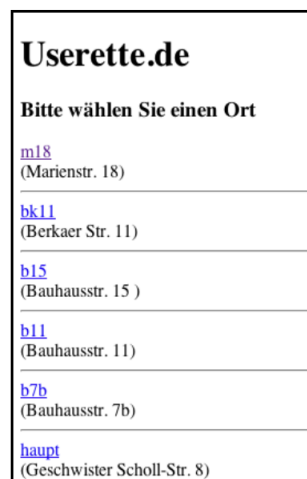 Userette.de
Bitte wählen Sie einen Ort
m18
(Marienstr. 18)
bk11
(Berkaer Str. 11)
b15
(Bauhausstr. 15 )
b11
(Bauhausstr. 11)
b7b
(Bauhausstr. 7b)
haupt
(Geschwister Scholl-Str. 8)